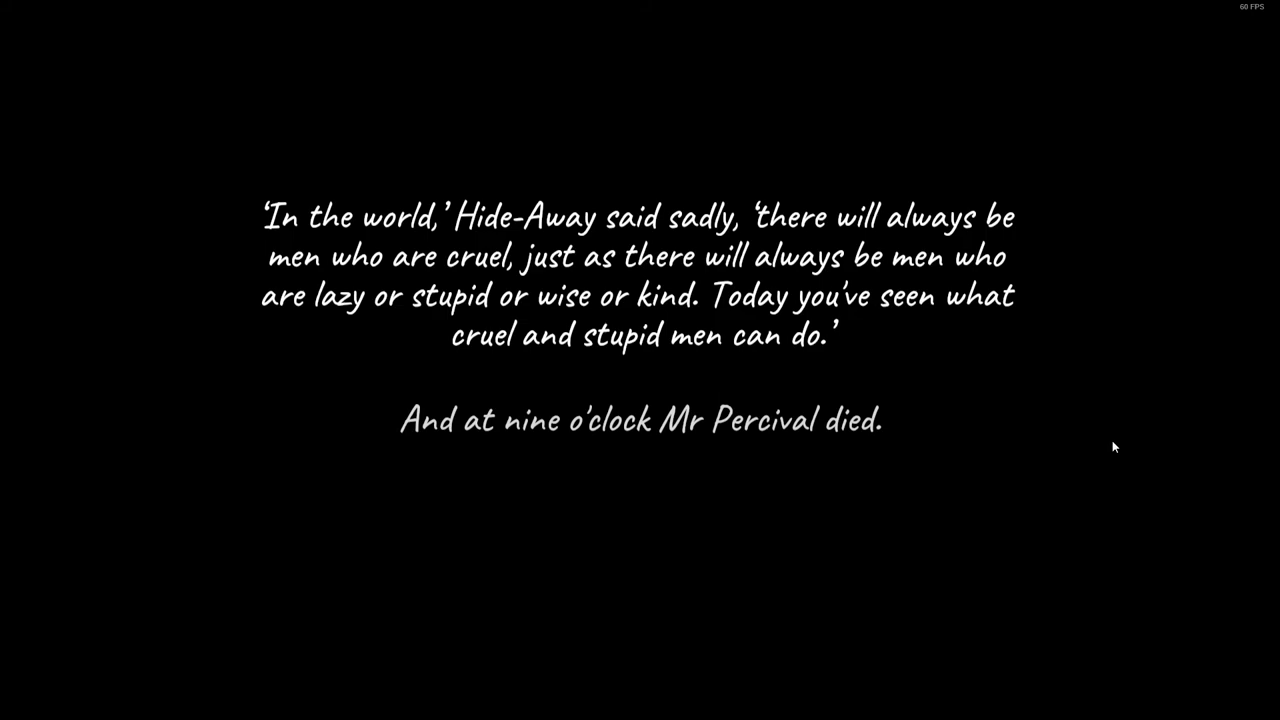 60 FPS
‘In the world,’ Hide-Away said sadly, ‘there will always be
men who are cruel, just as there will always be men who
are lazy or stupid or wise or kind. Today you've seen what
cruel and stupid men can do.’
And at nine o'clock Mr Percival died.